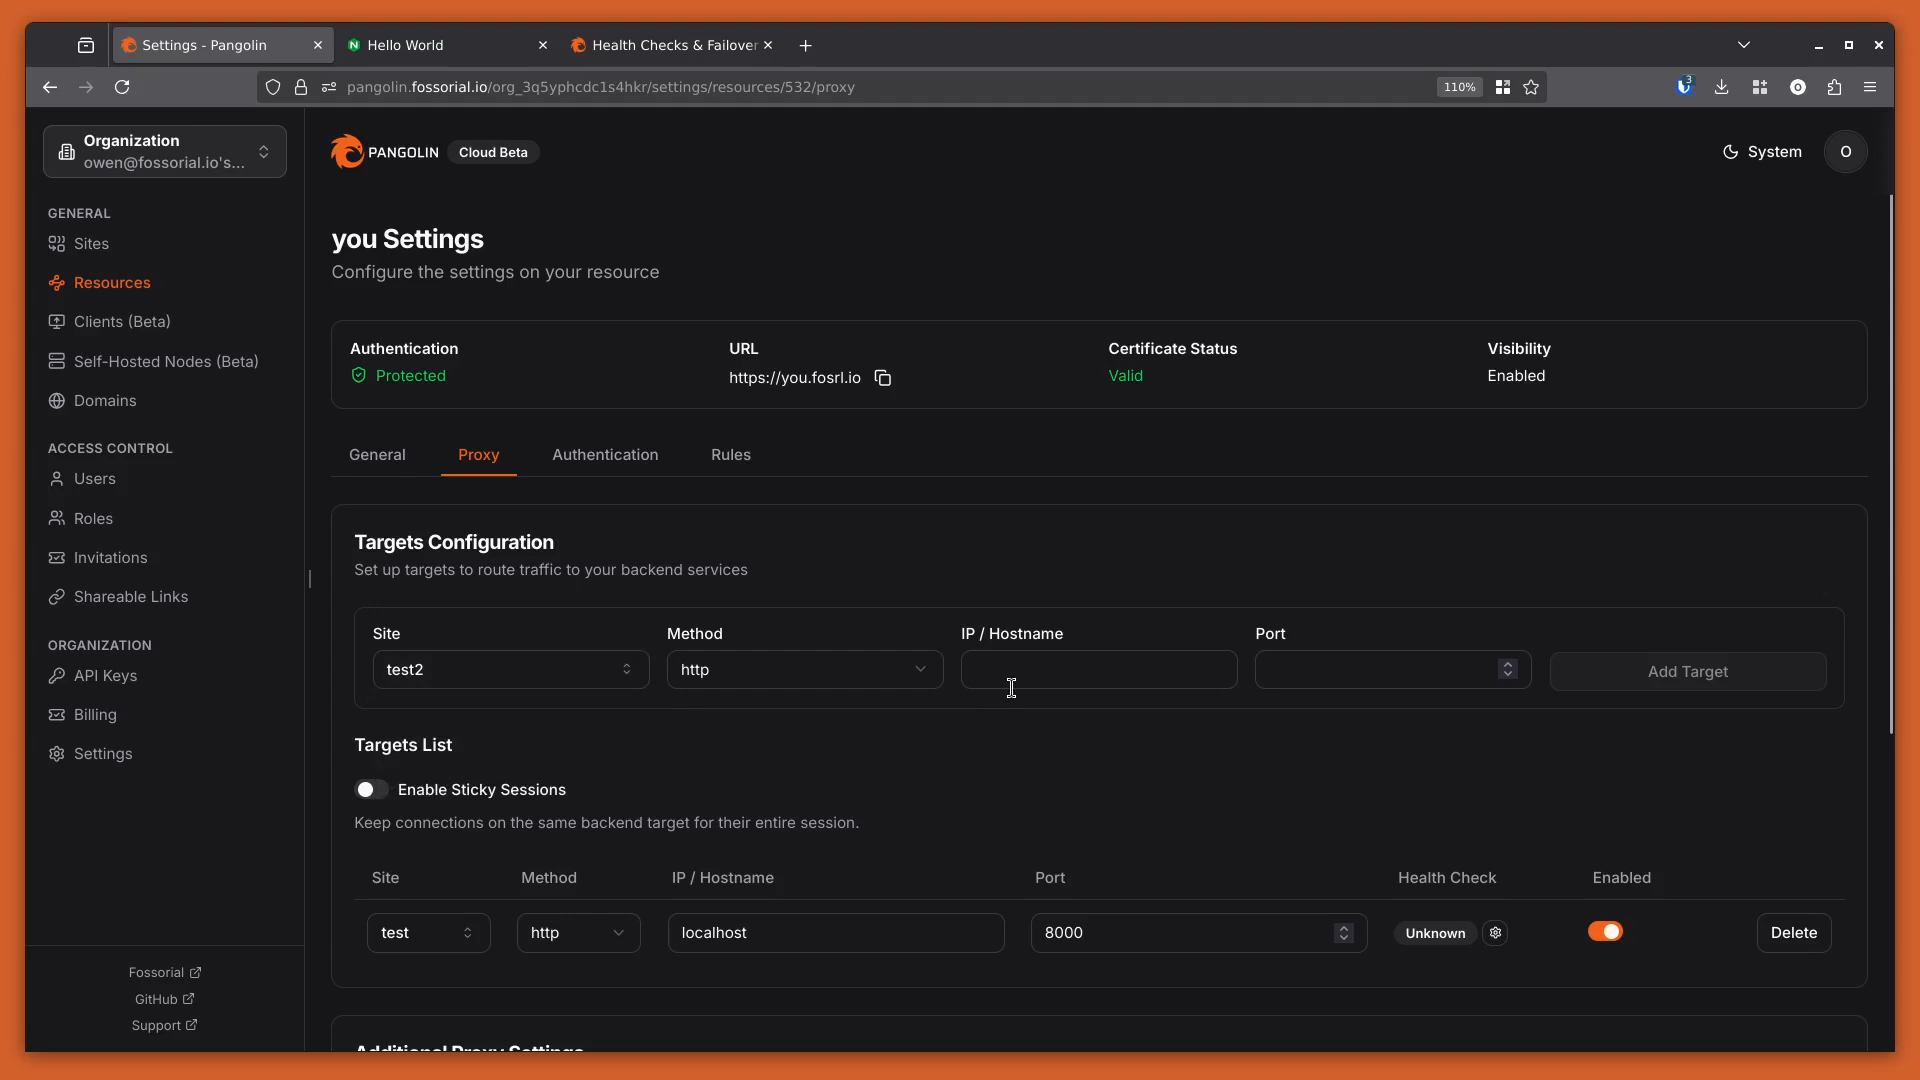 Settings - Pangolin
Hello World
Health Checks & Failover
pangolin.fossorial.io/org_3q5yphcdc1s4hkr/settings/resources/532/proxy
110%
3
O
Organization
owen@fossorial.io's...
PANGOLIN
Cloud Beta
System
O
GENERAL
Sites
Resources
Clients (Beta)
Self-Hosted Nodes (Beta)
Domains
ACCESS CONTROL
Users
Roles
Invitations
Shareable Links
ORGANIZATION
API Keys
Billing
Settings
Fossorial
GitHub
Support
you Settings
Configure the settings on your resource
Authentication
Protected
URL
https://you.fosrl.io
Certificate Status
Valid
Visibility
Enabled
General
Proxy
Authentication
Rules
Targets Configuration
Set up targets to route traffic to your backend services
Site
Method
IP / Hostname
Port
test2
http
Add Target
Targets List
Enable Sticky Sessions
Keep connections on the same backend target for their entire session.
Site
Method
IP / Hostname
Port
Health Check
Enabled
test
http
localhost
8000
Unknown
Delete
Additional Proxy Settings